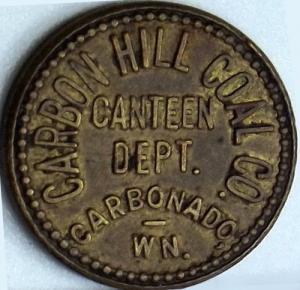 CARBON HILL COAL CO.
CANTEEN
DEPT.
CARBONADO,
WN.